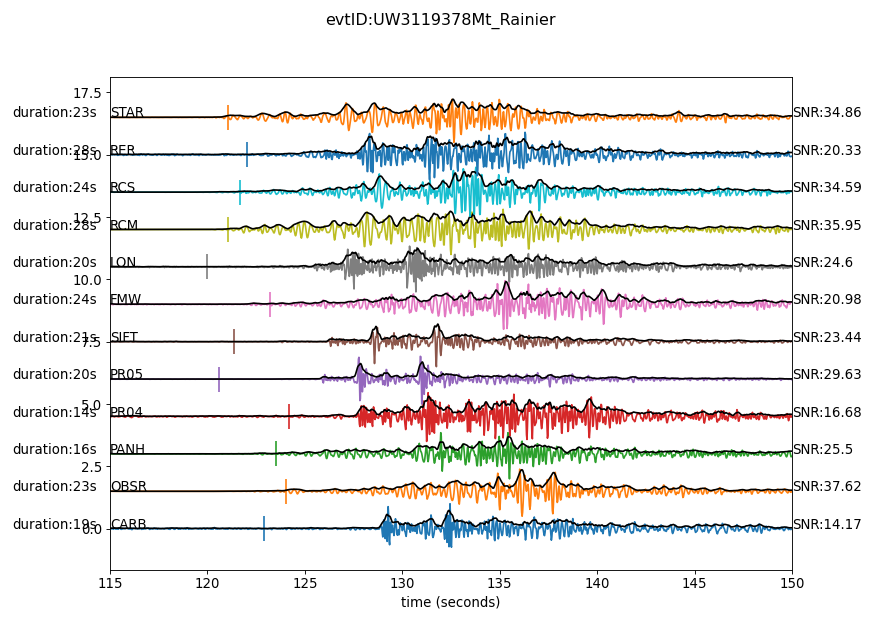 evtID:UW3119378Mt_Rainier
17.5
duration:23s STAR SNR:34.86
duration:28s RER SNR:20.33
15.0
duration:24s RCS SNR:34.59
12.5
duration:28s RCM SNR:35.95
duration:20s LON SNR:24.6
10.0
duration:24s FMW SNR:20.98
duration:21s SIFT SNR:23.44
7.5
duration:20s PR05 SNR:29.63
5.0
duration:14s PR04 SNR:16.68
duration:16s PANH SNR:25.5
2.5
duration:23s OBSR SNR:37.62
duration:19s CARB SNR:14.17
0.0
115 120 125 130 135 140 145 150
time (seconds)